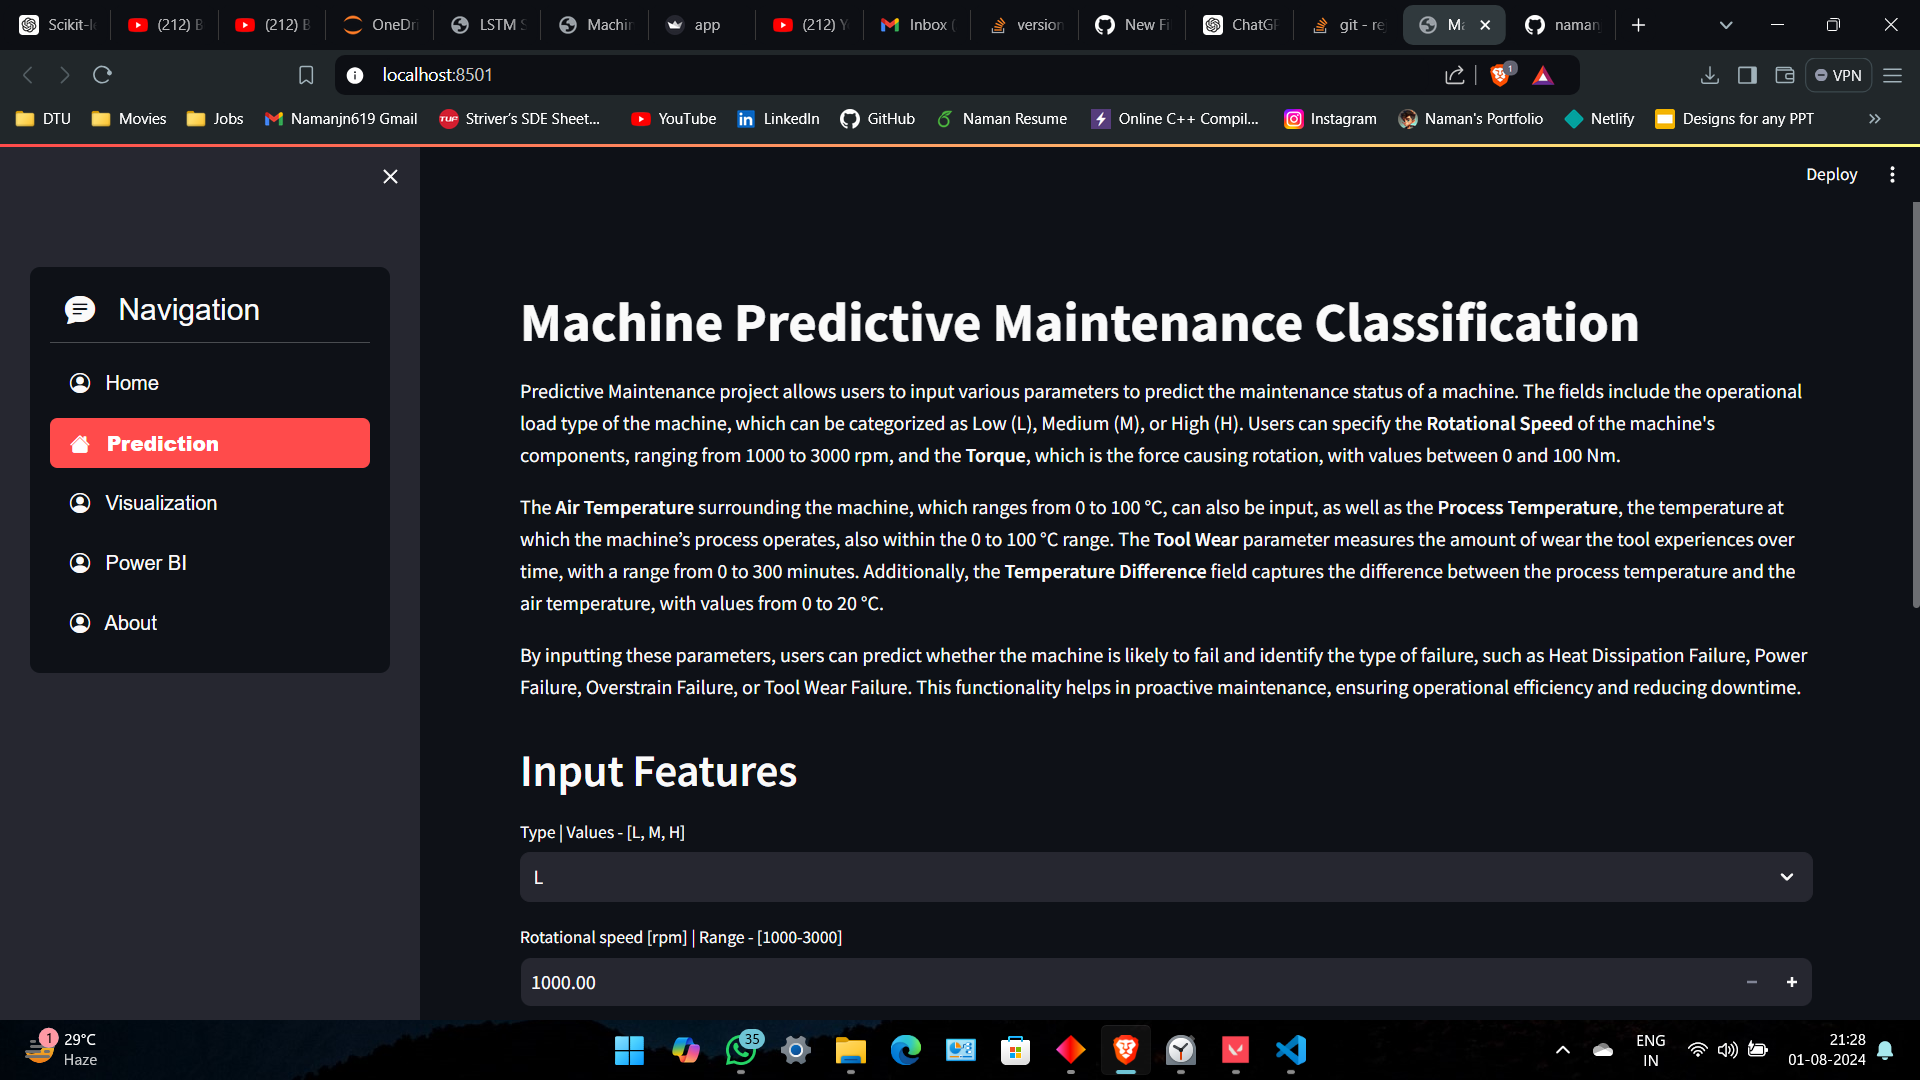 Scikit-l
(212) B
(212) B
OneDri
LSTM S
Machin
app
(212) Y
Inbox (
version
New Fi
ChatGP
git - re
Ma
naman
localhost:8501
1
VPN
DTU
Movies
Jobs
Namanjn619 Gmail
TUF
Striver's SDE Sheet...
YouTube
LinkedIn
GitHub
Naman Resume
Online C++ Compil...
Instagram
Naman's Portfolio
Netlify
Designs for any PPT
Deploy
Navigation
Home
Prediction
Visualization
Power BI
About
Machine Predictive Maintenance Classification
Predictive Maintenance project allows users to input various parameters to predict the maintenance status of a machine. The fields include the operational
load type of the machine, which can be categorized as Low (L), Medium (M), or High (H). Users can specify the Rotational Speed of the machine's
components, ranging from 1000 to 3000 rpm, and the Torque, which is the force causing rotation, with values between 0 and 100 Nm.
The Air Temperature surrounding the machine, which ranges from 0 to 100 °C, can also be input, as well as the Process Temperature, the temperature at
which the machine’s process operates, also within the 0 to 100 °C range. The Tool Wear parameter measures the amount of wear the tool experiences over
time, with a range from 0 to 300 minutes. Additionally, the Temperature Difference field captures the difference between the process temperature and the
air temperature, with values from 0 to 20 °C.
By inputting these parameters, users can predict whether the machine is likely to fail and identify the type of failure, such as Heat Dissipation Failure, Power
Failure, Overstrain Failure, or Tool Wear Failure. This functionality helps in proactive maintenance, ensuring operational efficiency and reducing downtime.
Input Features
Type | Values - [L, M, H]
L
Rotational speed [rpm] | Range - [1000-3000]
1000.00
1
29°C
Haze
35
ENG
IN
21:28
01-08-2024